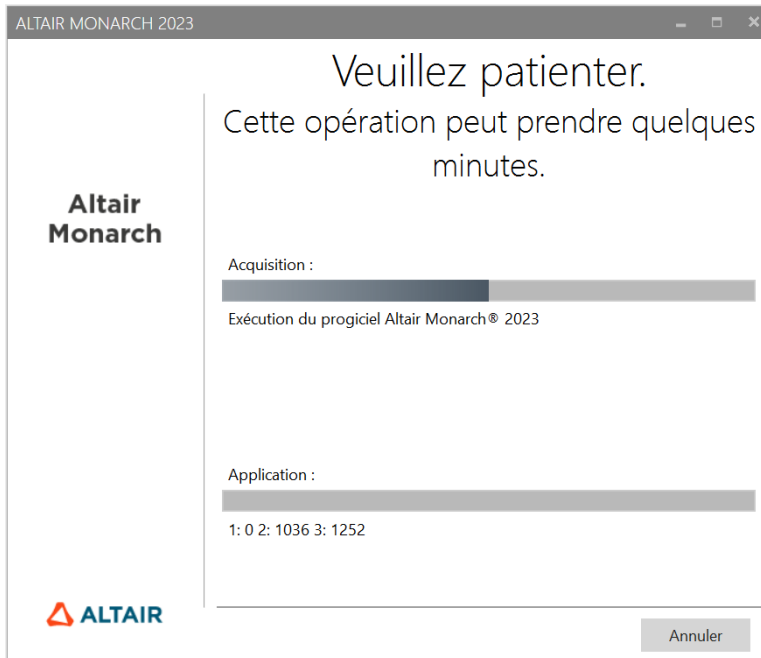 ALTAIR MONARCH 2023
Veuillez patienter.
Cette opération peut prendre quelques
minutes.
Altair
Monarch
Acquisition :
Exécution du progiciel Altair Monarch® 2023
Application :
1: 0 2: 1036 3: 1252
ALTAIR
Annuler